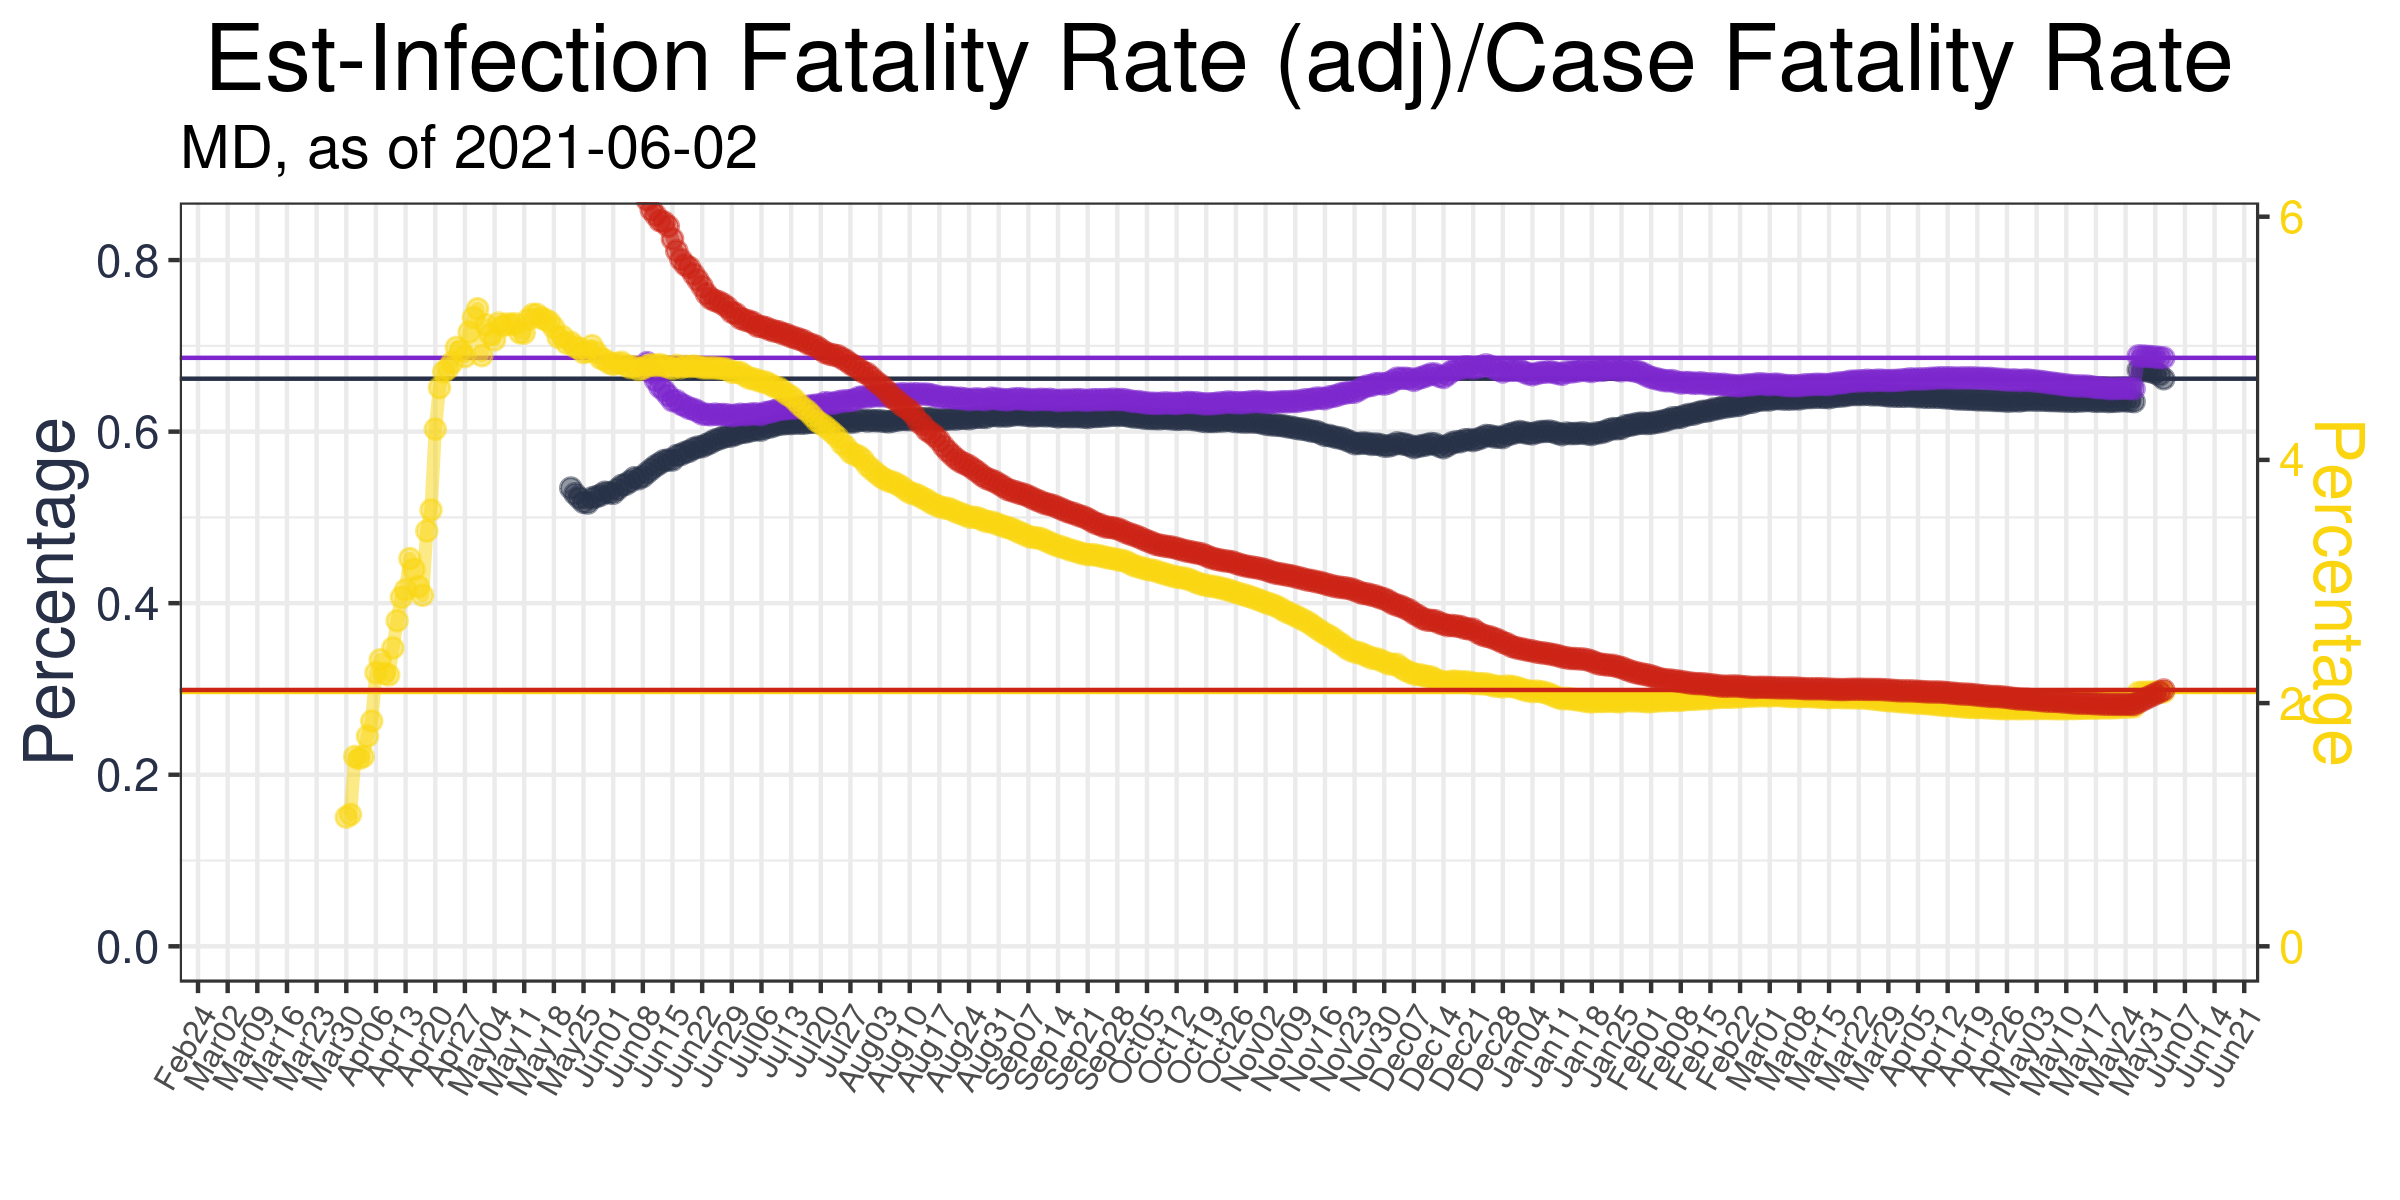 Est-Infection Fatality Rate (adj)/Case Fatality Rate
MD, as of 2021-06-02
Percentage
0.8
0.6
0.4
0.2
0.0
6
4
2
0
Percentage
Feb24
Mar02
Mar09
Mar16
Mar23
Mar30
Apr06
Apr13
Apr20
Apr27
May04
May11
May18
May25
Jun01
Jun08
Jun15
Jun22
Jun29
Jul06
Jul13
Jul20
Jul27
Aug03
Aug10
Aug17
Aug24
Aug31
Sep07
Sep14
Sep21
Sep28
Oct05
Oct12
Oct19
Oct26
Nov02
Nov09
Nov16
Nov23
Nov30
Dec07
Dec14
Dec21
Dec28
Jan04
Jan11
Jan18
Jan25
Feb01
Feb08
Feb15
Feb22
Mar01
Mar08
Mar15
Mar22
Mar29
Apr05
Apr12
Apr19
Apr26
May03
May10
May17
May24
May31
Jun07
Jun14
Jun21